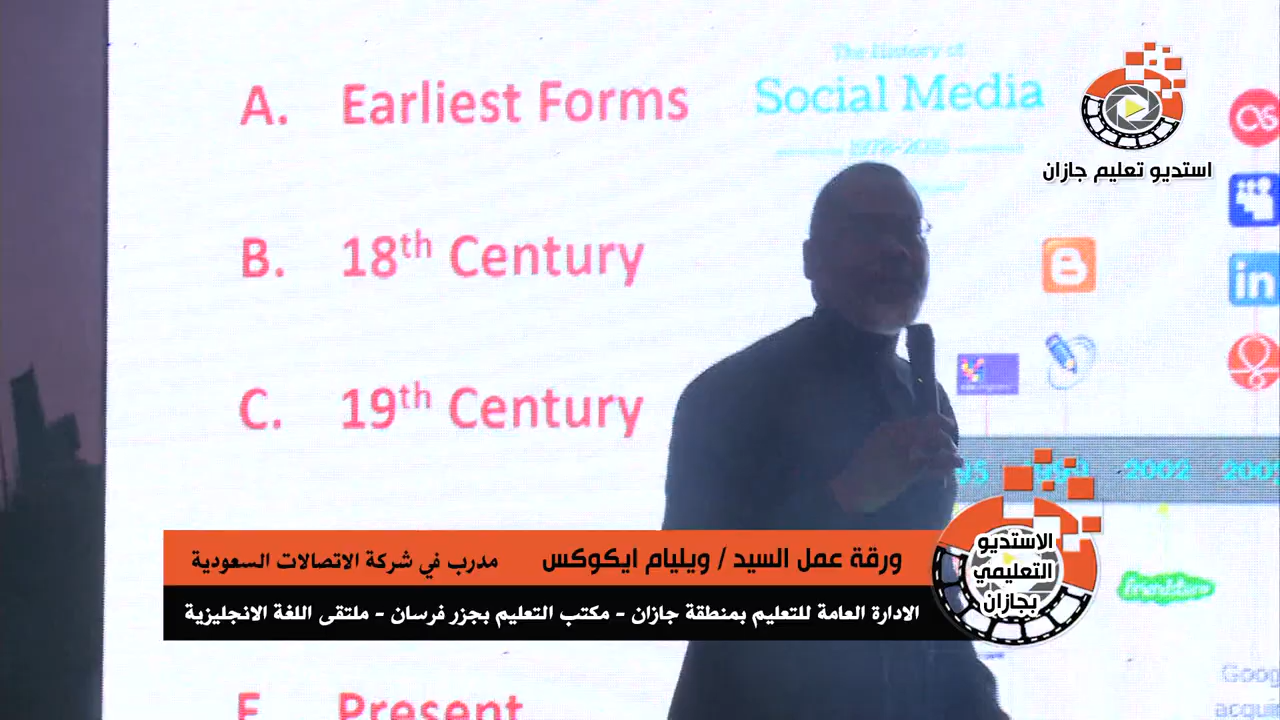 A. Earliest Forms
B. 18th Century
C. 19th Century
Present
The History of
Social Media
استديو تعليم جازان
in
2002
ورقة عمل السيد / ويليام ايكوكس مدرب في شركة الاتصالات السعودية
الادارة العامة للتعليم بمنطقة جازان - مكتب التعليم بجزر فرسان - ملتقى اللغة الانجليزية
الاستديو
التعليمي
بجازان